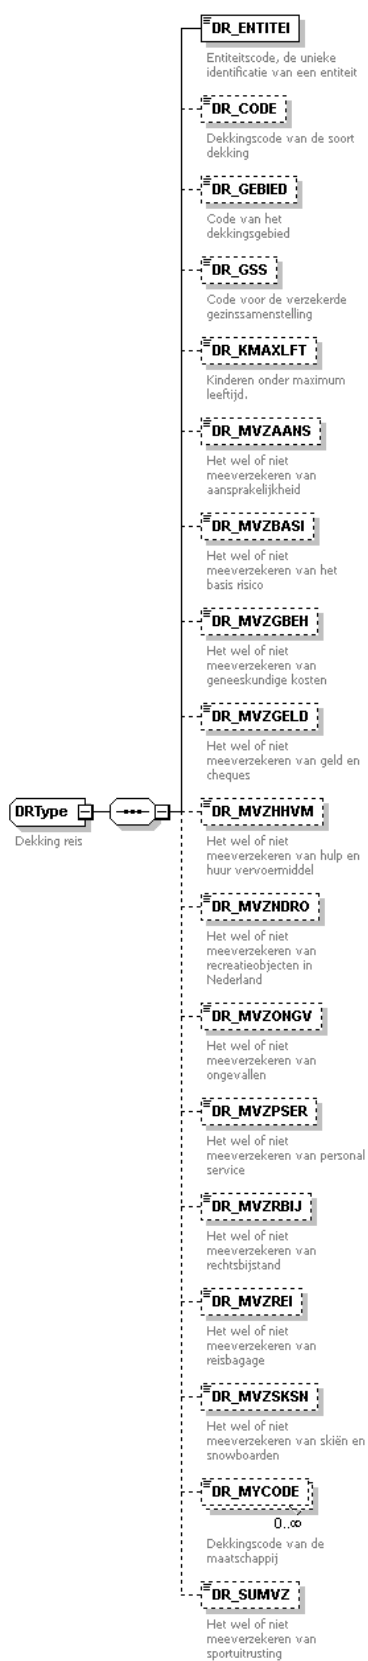 DR_ENTITEI
Entiteitscode, de unieke
identificatie van een entiteit
DR_CODE
Dekkingscode van de soort
dekking
DR_GEBIED
Code van het
dekkingsgebied
DR_GSS
Code voor de verzekerde
gezinssamenstelling
DR_KMAXLFT
Kinderen onder maximum
leeftijd.
DR_MVZAANS
Het wel of niet
meeverzekeren van
aansprakelijkheid
DR_MVZBASI
Het wel of niet
meeverzekeren van het
basis risico
DR_MVZGBEH
Het wel of niet
meeverzekeren van
geneeskundige kosten
DR_MVZGELD
Het wel of niet
meeverzekeren van geld en
cheques
DRType
Dekking reis
DR_MVZHHVM
Het wel of niet
meeverzekeren van hulp en
huur vervoermiddel
DR_MVZNDRO
Het wel of niet
meeverzekeren van
recreatieobjecten in
Nederland
DR_MVZONGV
Het wel of niet
meeverzekeren van
ongevallen
DR_MVZPSER
Het wel of niet
meeverzekeren van personal
service
DR_MVZRBIJ
Het wel of niet
meeverzekeren van
rechtsbijstand
DR_MVZREI
Het wel of niet
meeverzekeren van
reisbagage
DR_MVZSKSN
Het wel of niet
meeverzekeren van skiën en
snowboarden
DR_MYCODE
0..∞
Dekkingscode van de
maatschappij
DR_SUMVZ
Het wel of niet
meeverzekeren van
sportuitrusting